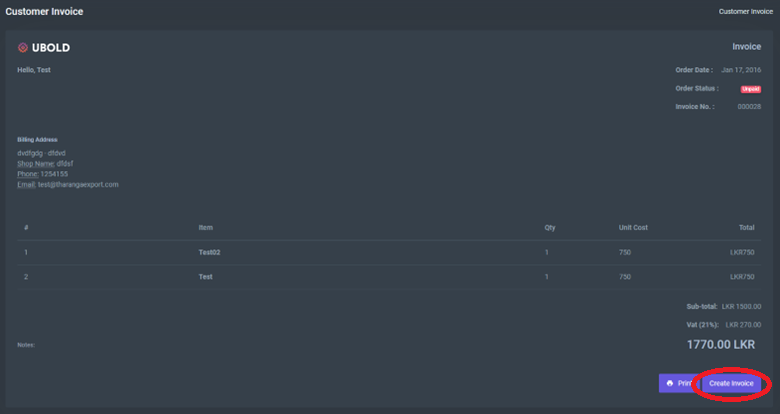 Customer Invoice
Customer Invoice
UBOLD
Invoice
Hello, Test
Order Date : Jan 17, 2016
Order Status : Unpaid
Invoice No. : 000028
Billing Address
dvdfgdg - dfdvd
Shop Name: dfdsf
Phone: 1254155
Email: test@tharangaexport.com
# Item Qty Unit Cost Total
1 Test02 1 750 LKR750
2 Test 1 750 LKR750
Sub-total: LKR 1500.00
Vat (21%): LKR 270.00
Notes:
1770.00 LKR
Print Create Invoice